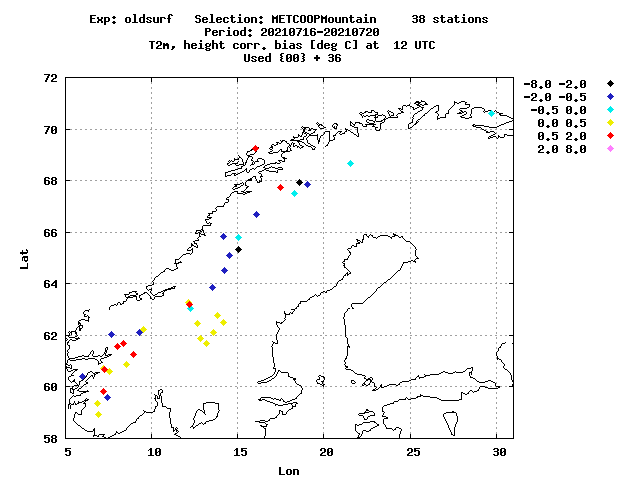 Exp: oldsurf   Selection: METCOOPMountain     38 stations
Period: 20210716-20210720
T2m, height corr. bias [deg C] at  12 UTC
Used {00} + 36
-8.0 -2.0
-2.0 -0.5
-0.5 0.0
0.0 0.5
0.5 2.0
2.0 8.0
72
70
68
66
64
62
60
58
Lat
5 10 15 20 25 30
Lon